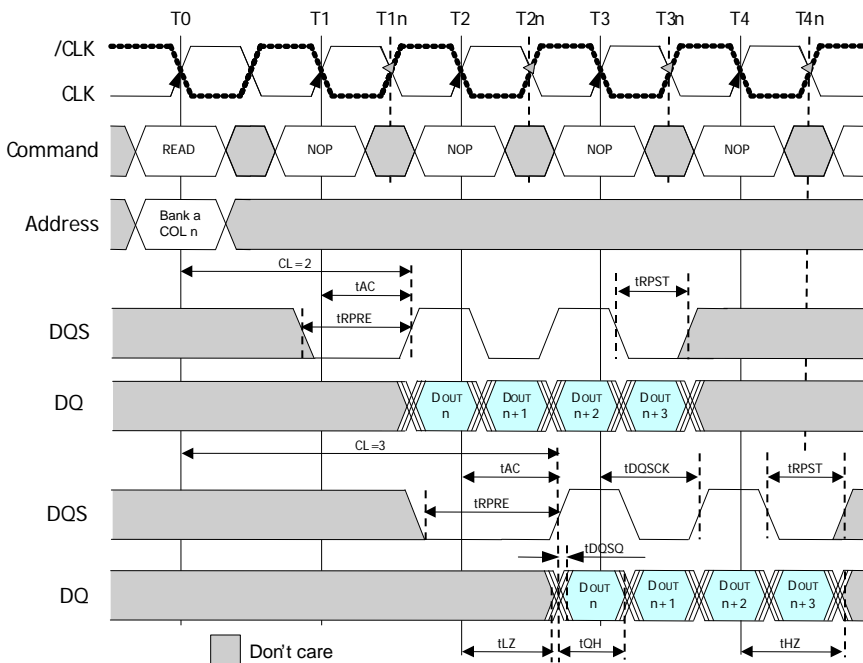 T0 T1 T1n T2 T2n T3 T3n T4 T4n
/CLK
CLK
Command READ NOP NOP NOP NOP
Address Bank a
COL n
CL=2
tAC
tRPST
tRPRE
DQS
DQ
DOUT n
DOUT n+1
DOUT n+2
DOUT n+3
CL=3
tAC
tDQSCK
tRPST
tRPRE
DQS
tDQSQ
DQ
DOUT n
DOUT n+1
DOUT n+2
DOUT n+3
tLZ tQH tHZ
Don't care